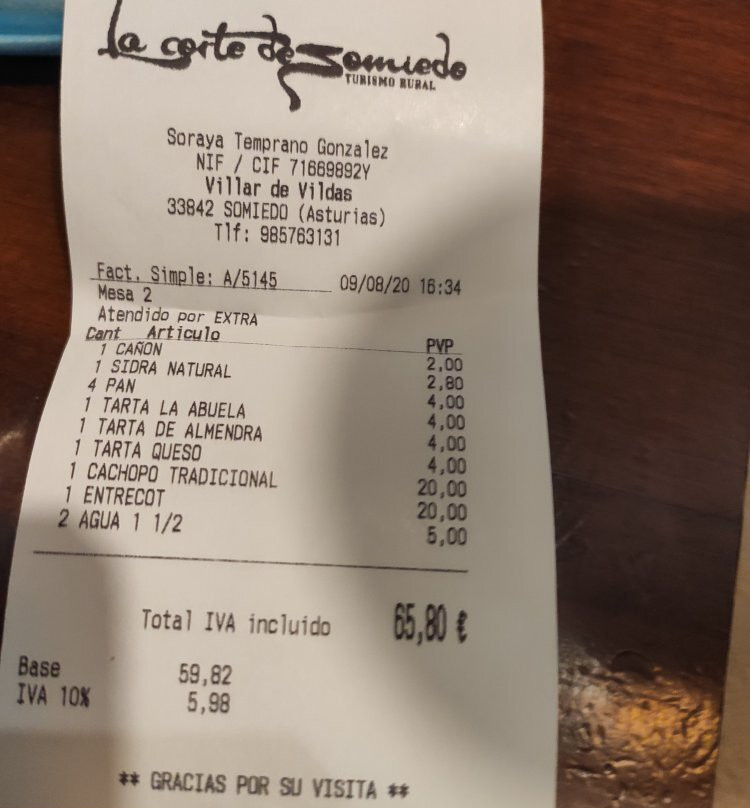 La corte de Somiedo
TURISMO RURAL
Soraya Temprano Gonzalez
NIF / CIF 71669892Y
Villar de Vildas
33842 SOMIEDO (Asturias)
Tlf: 985763131
Fact. Simple: A/5145 09/08/20 16:34
Mesa 2
Atendido por EXTRA
Cant Articulo PVP
1 CAÑON 2,00
1 SIDRA NATURAL 2,80
4 PAN 4,00
1 TARTA LA ABUELA 4,00
1 TARTA DE ALMENDRA 4,00
1 TARTA QUESO 4,00
1 CACHOPO TRADICIONAL 20,00
1 ENTRECOT 20,00
2 AGUA 1 1/2 5,00
Total IVA incluido 65,80 €
Base 59,82
IVA 10% 5,98
** GRACIAS POR SU VISITA **